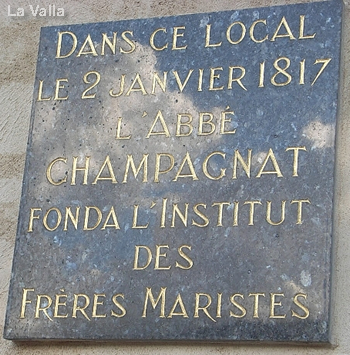 La Valla
DANS CE LOCAL
LE 2 JANVIER 1817
L'ABBÉ
CHAMPAGNAT
FONDA L'INSTITUT
DES
FRÈRES MARISTES